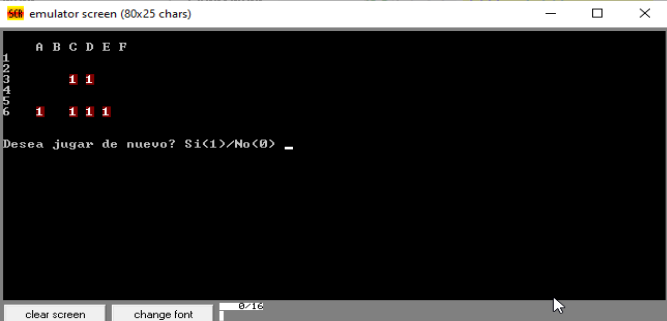 emulator screen (80x25 chars)
A B C D E F
1
2
3 1 1
4
5
6 1 1 1 1
Desea jugar de nuevo? Si(1)/No(0)
clear screen change font 0/16